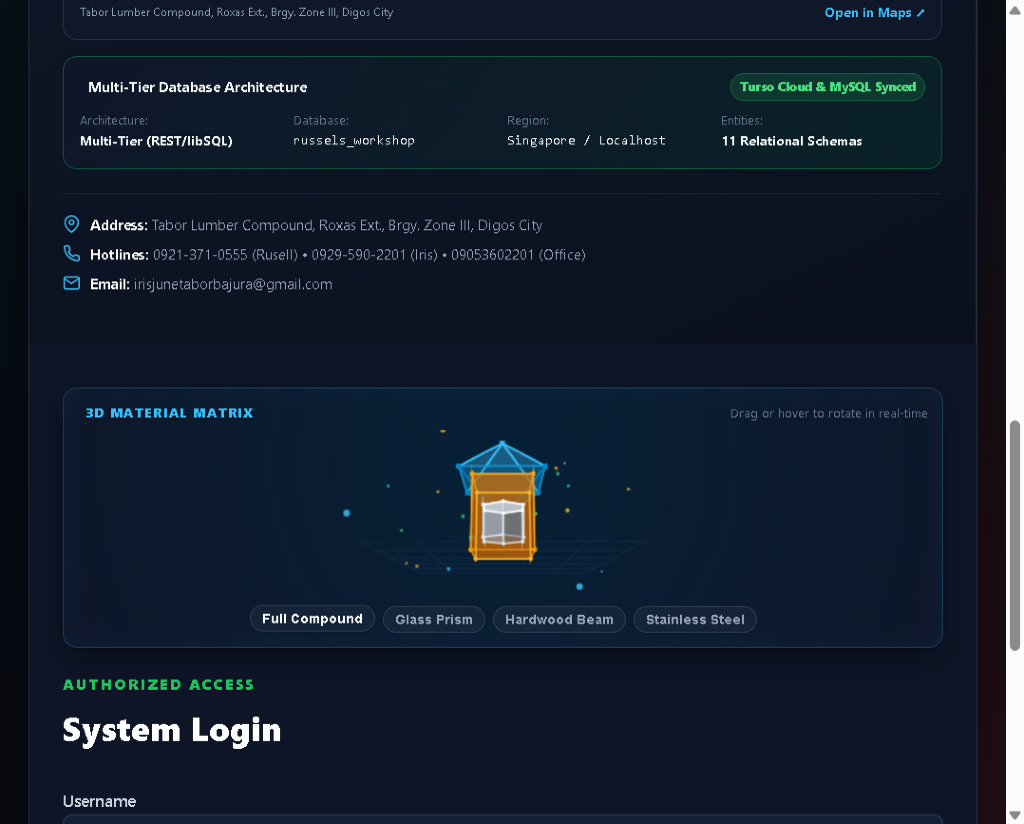 Tabor Lumber Compound, Roxas Ext., Brgy. Zone III, Digos City
Open in Maps ↗
Multi-Tier Database Architecture
Turso Cloud & MySQL Synced
Architecture:
Multi-Tier (REST/libSQL)
Database:
russels_workshop
Region:
Singapore / Localhost
Entities:
11 Relational Schemas
Address: Tabor Lumber Compound, Roxas Ext., Brgy. Zone III, Digos City
Hotlines: 0921-371-0555 (Rusell) • 0929-590-2201 (Iris) • 09053602201 (Office)
Email: irisjunetaborbajura@gmail.com
3D MATERIAL MATRIX
Drag or hover to rotate in real-time
Full Compound
Glass Prism
Hardwood Beam
Stainless Steel
AUTHORIZED ACCESS
System Login
Username